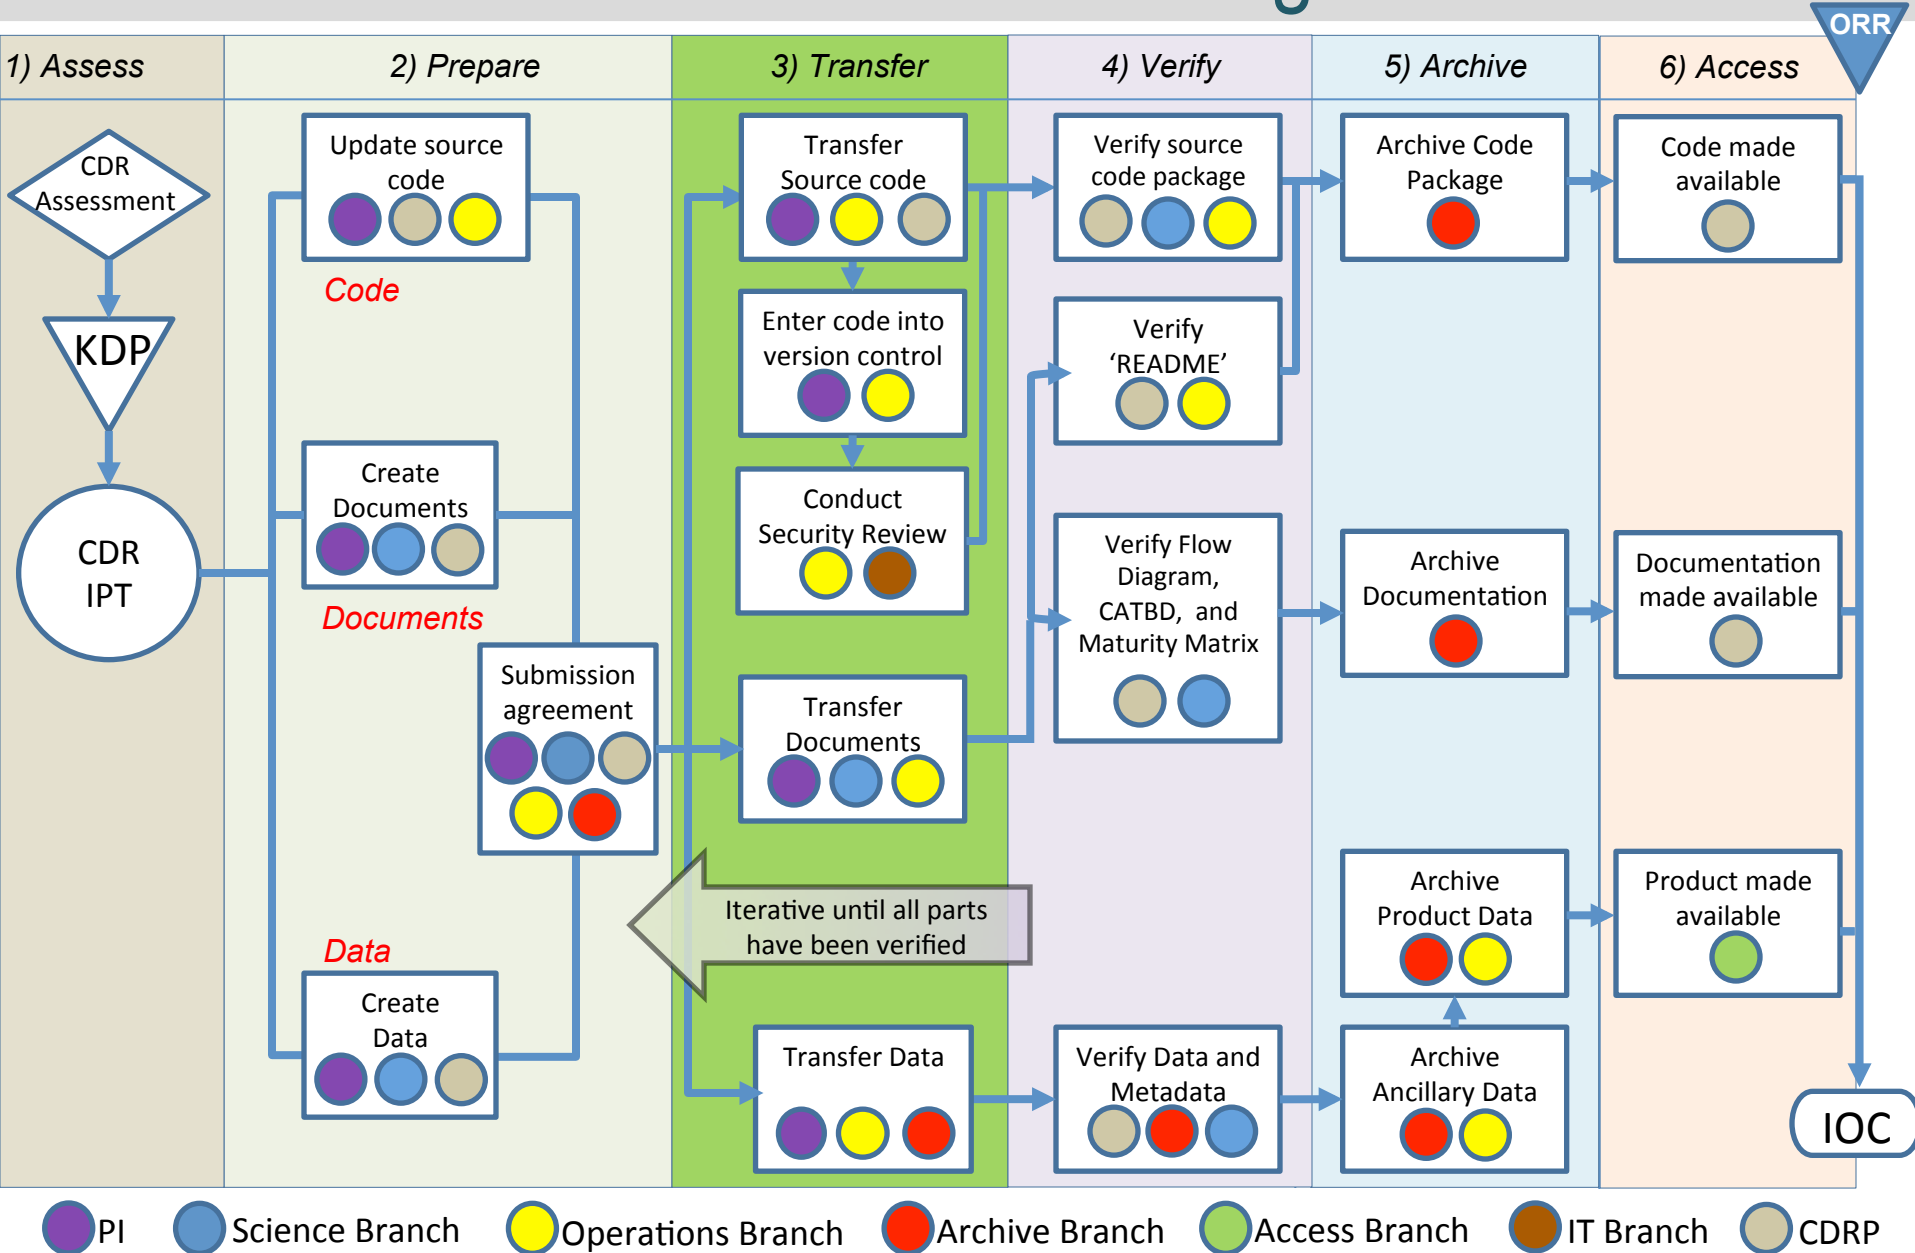 ORR
1) Assess
2) Prepare
3) Transfer
4) Verify
5) Archive
6) Access
CDR
Assessment
KDP
CDR
IPT
Update source
code
Code
Create
Documents
Documents
Submission
agreement
Data
Create
Data
Transfer
Source code
Enter code into
version control
Conduct
Security Review
Transfer
Documents
Iterative until all parts
have been verified
Transfer Data
Verify source
code package
Verify
‘README’
Verify Flow
Diagram,
CATBD, and
Maturity Matrix
Verify Data and
Metadata
Archive Code
Package
Archive
Documentation
Archive
Product Data
Archive
Ancillary Data
Code made
available
Documentation
made available
Product made
available
IOC
PI
Science Branch
Operations Branch
Archive Branch
Access Branch
IT Branch
CDRP